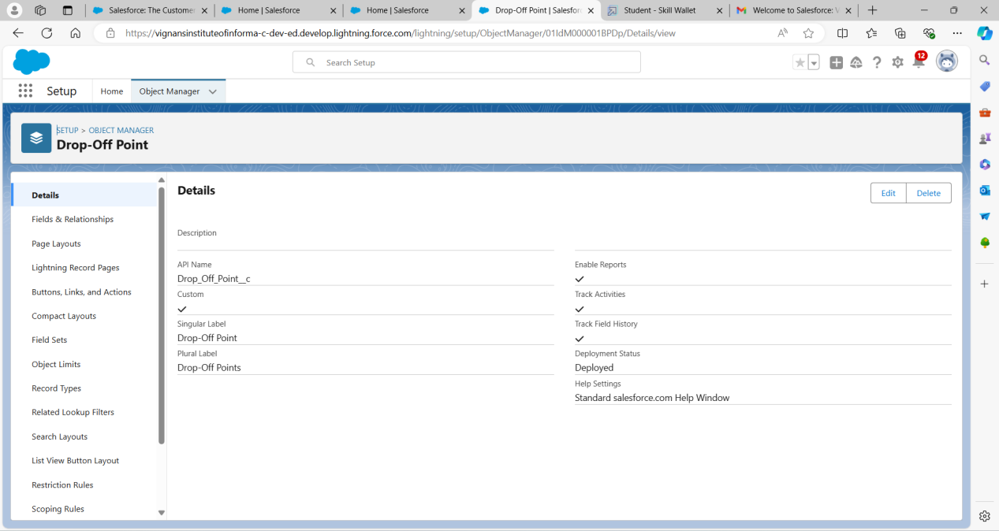 Salesforce: The Customer
Home | Salesforce
Home | Salesforce
Drop-Off Point | Salesforc
Student - Skill Wallet
Welcome to Salesforce: V
https://vignansinstituteofinforma-c-dev-ed.develop.lightning.force.com/lightning/setup/ObjectManager/01IdM000001BPDp/Details/view
Search Setup
12
Setup
Home
Object Manager
SETUP > OBJECT MANAGER
Drop-Off Point
Details
Fields & Relationships
Page Layouts
Lightning Record Pages
Buttons, Links, and Actions
Compact Layouts
Field Sets
Object Limits
Record Types
Related Lookup Filters
Search Layouts
List View Button Layout
Restriction Rules
Scoping Rules
Details
Edit
Delete
Description
API Name
Drop_Off_Point__c
Custom
Singular Label
Drop-Off Point
Plural Label
Drop-Off Points
Enable Reports
Track Activities
Track Field History
Deployment Status
Deployed
Help Settings
Standard salesforce.com Help Window